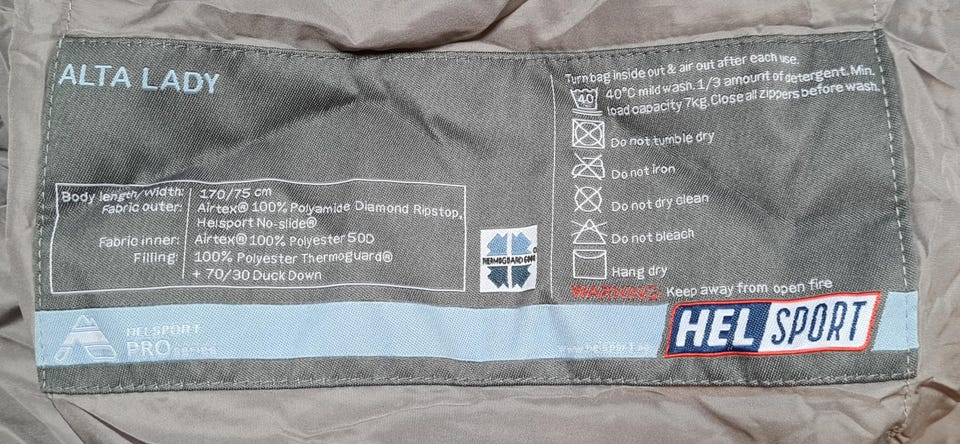 ALTA LADY
Body length/width: 170/75 cm
Fabric outer: Airtex® 100% Polyamide Diamond Ripstop,
Helsport No-slide®
Fabric inner: Airtex® 100% Polyester 50D
Filling: 100% Polyester Thermoguard®
+ 70/30 Duck Down
THERMOGUARD
Turn bag inside out & air out after each use.
40 40°C mild wash. 1/3 amount of detergent. Min.
load capacity 7kg. Close all zippers before wash.
Do not tumble dry
Do not iron
Do not dry clean
Do not bleach
Hang dry
WARNING: Keep away from open fire
HELSPORT
PRO series
HELSPORT